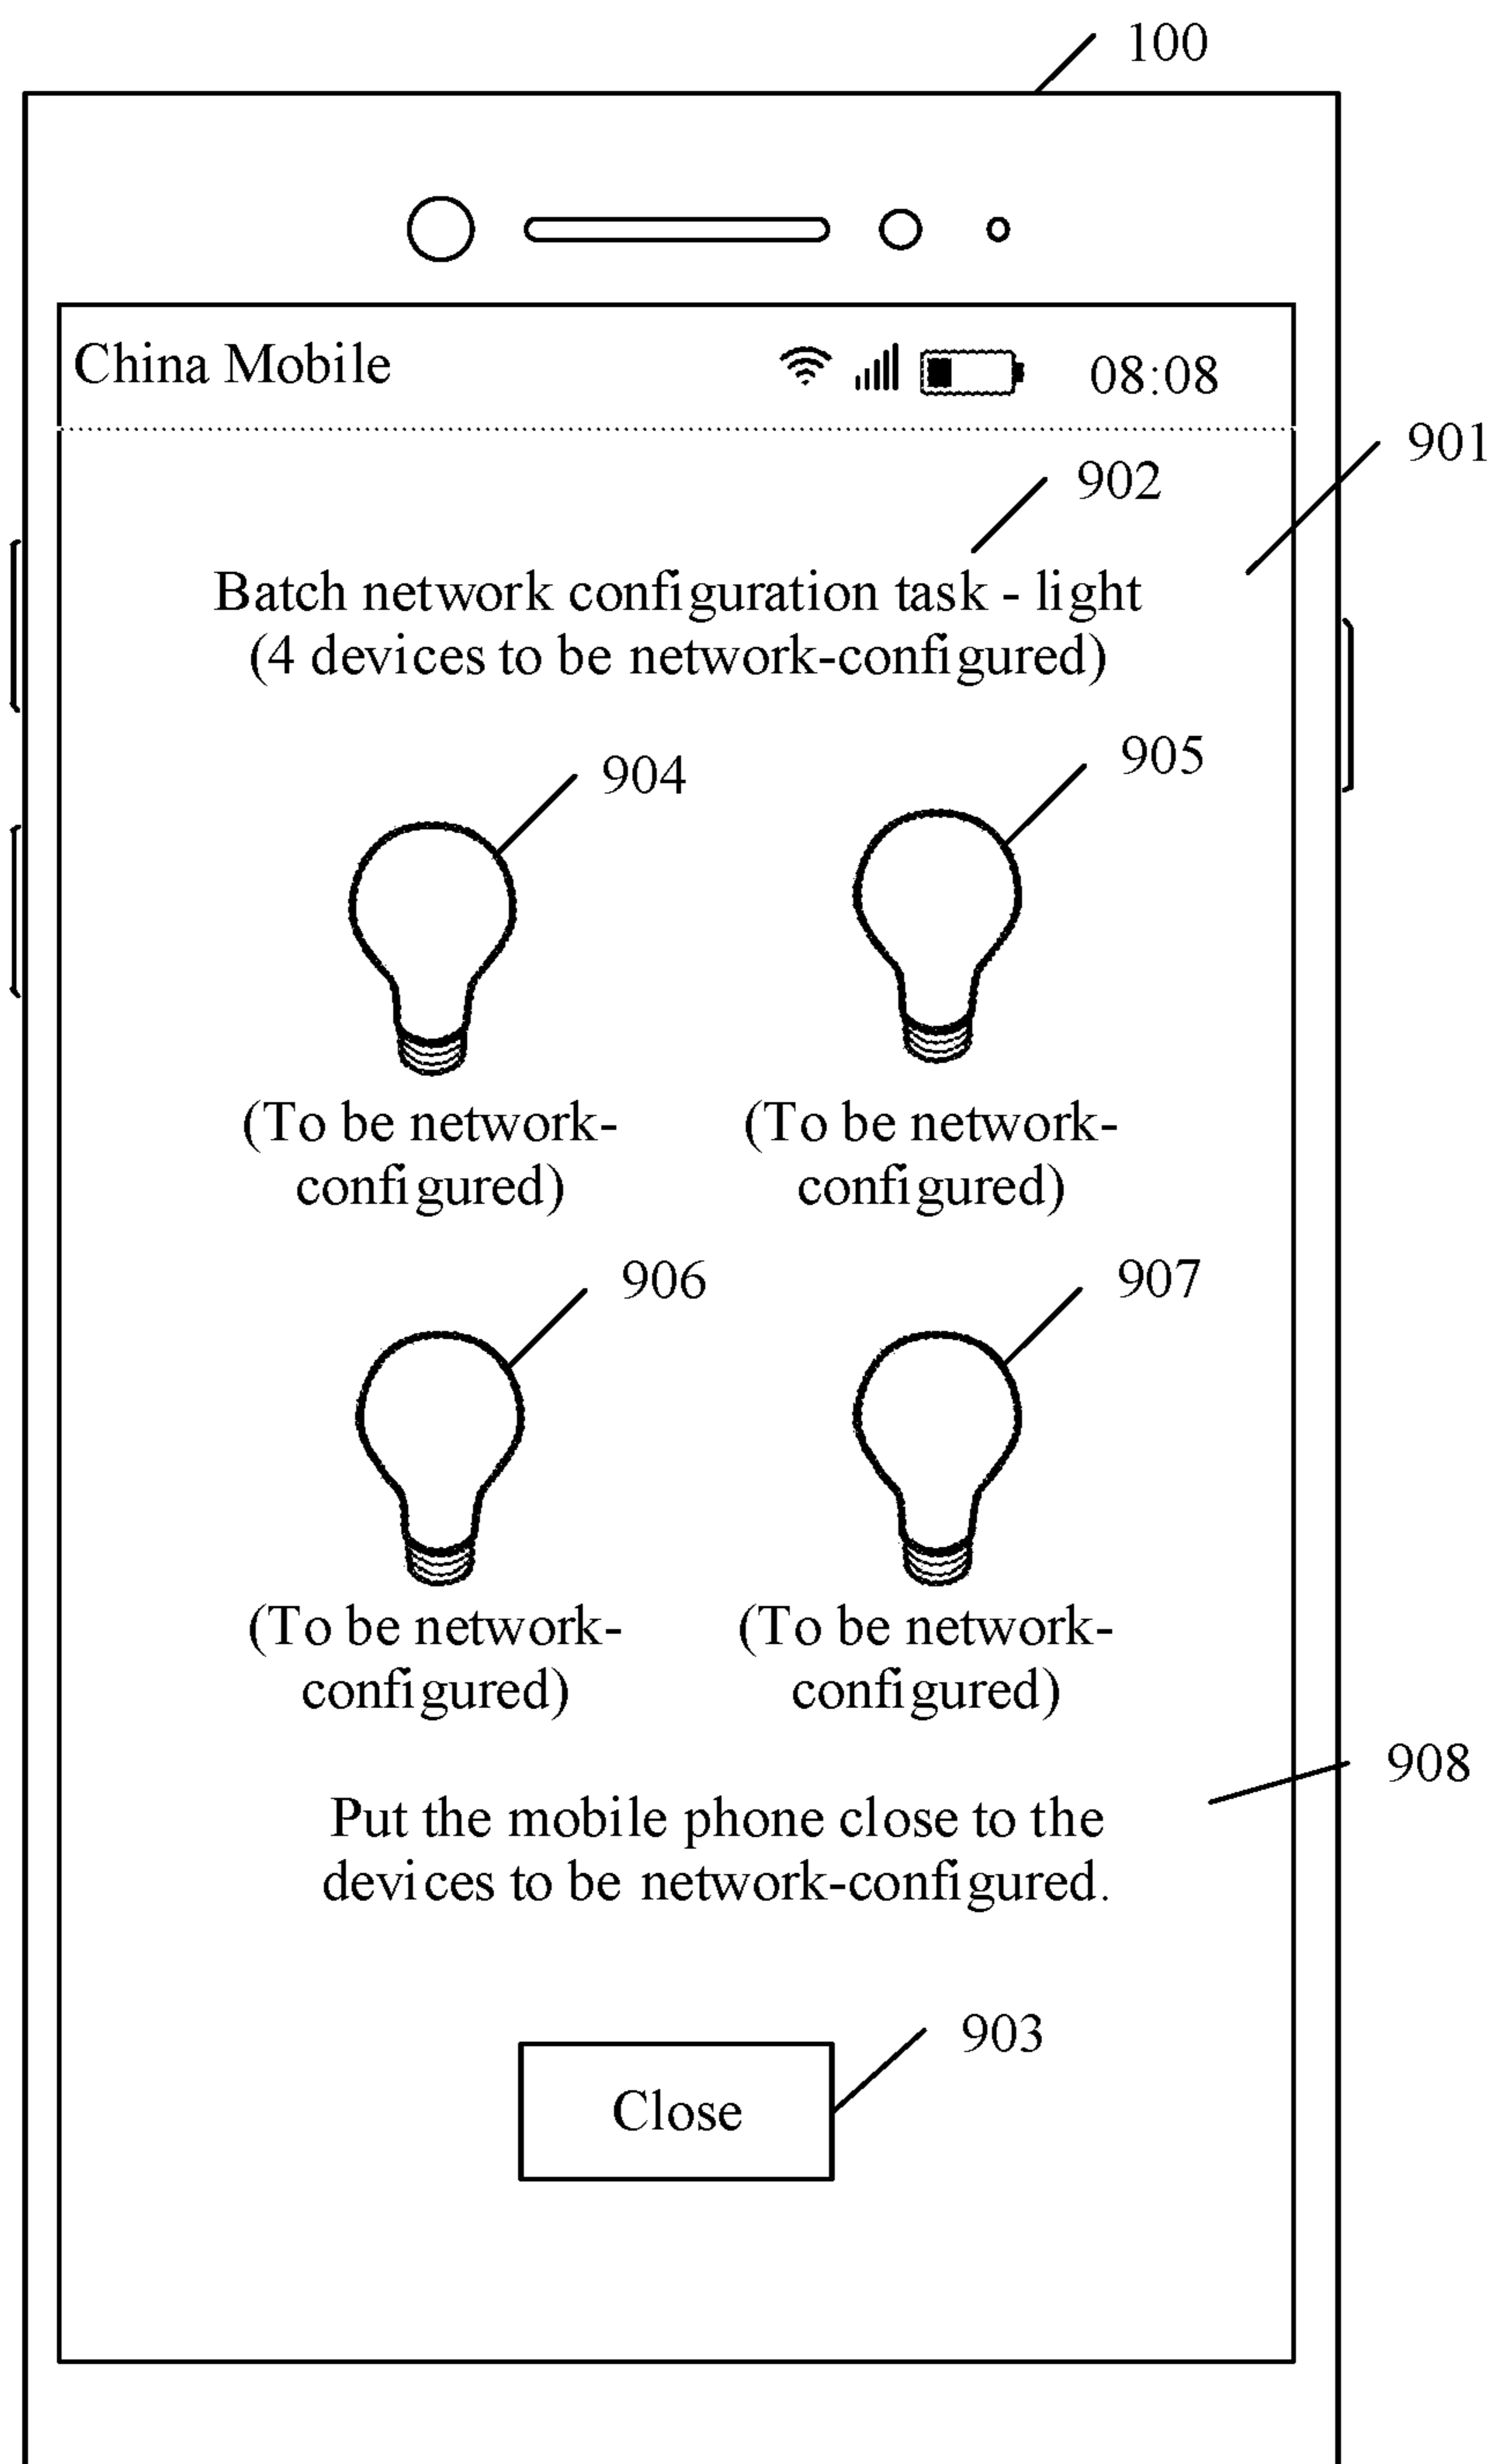 100
China Mobile 08:08
901
902
Batch network configuration task - light
(4 devices to be network-configured)
904
905
(To be network-
configured)
(To be network-
configured)
906
907
(To be network-
configured)
(To be network-
configured)
908
Put the mobile phone close to the
devices to be network-configured.
903
Close